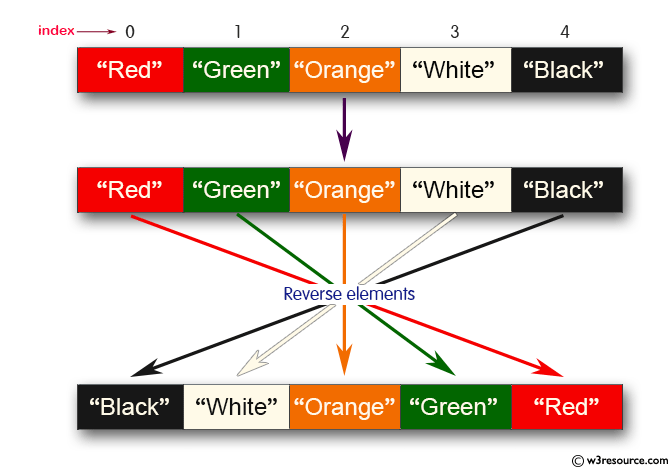 index 0 1 2 3 4
“Red” “Green” “Orange” “White” “Black”
“Red” “Green” “Orange” “White” “Black”
Reverse elements
“Black” “White” “Orange” “Green” “Red”
© w3resource.com